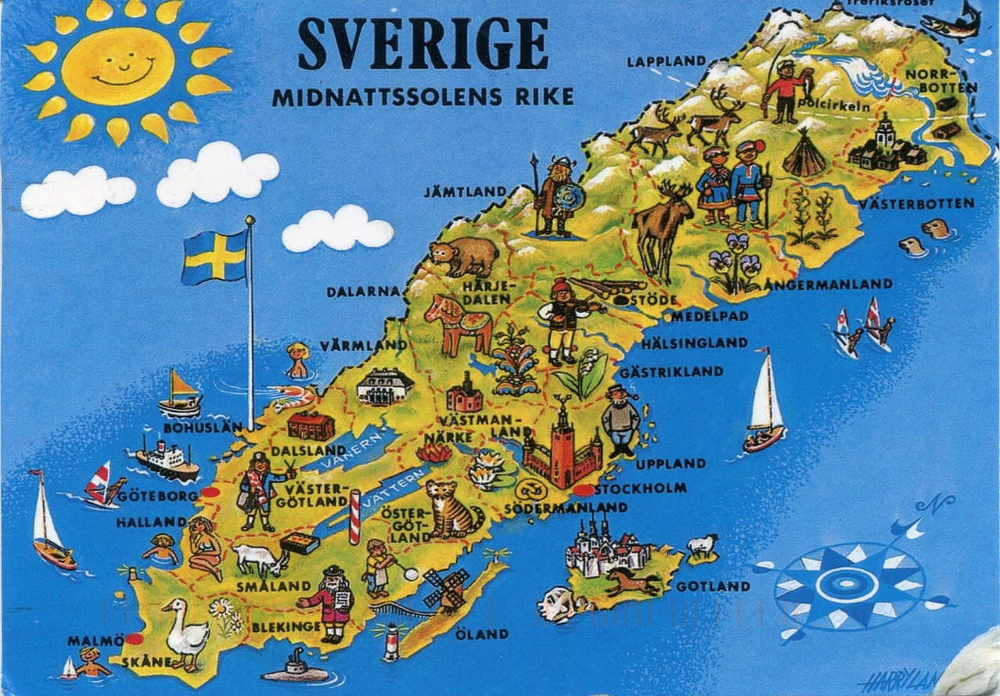 SVERIGE
MIDNATTSSOLENS RIKE
Treriksröset
LAPPLAND
NORR-
BOTTEN
polcirkeln
JÄMTLAND
VÄSTERBOTTEN
DALARNA
HÄRJE-
DALEN
STÖDE
ÅNGERMANLAND
MEDELPAD
VÄRMLAND
HÄLSINGLAND
GÄSTRIKLAND
BOHUSLÄN
VÄSTMAN-
LAND
NÄRKE
DALSLAND
VÄNERN
UPPLAND
GÖTEBORG
VÄSTER-
GÖTLAND
VÄTTERN
STOCKHOLM
SÖDERMANLAND
HALLAND
ÖSTER-
GÖT-
LAND
N
SMÅLAND
GOTLAND
BLEKINGE
ÖLAND
MALMÖ
SKÅNE